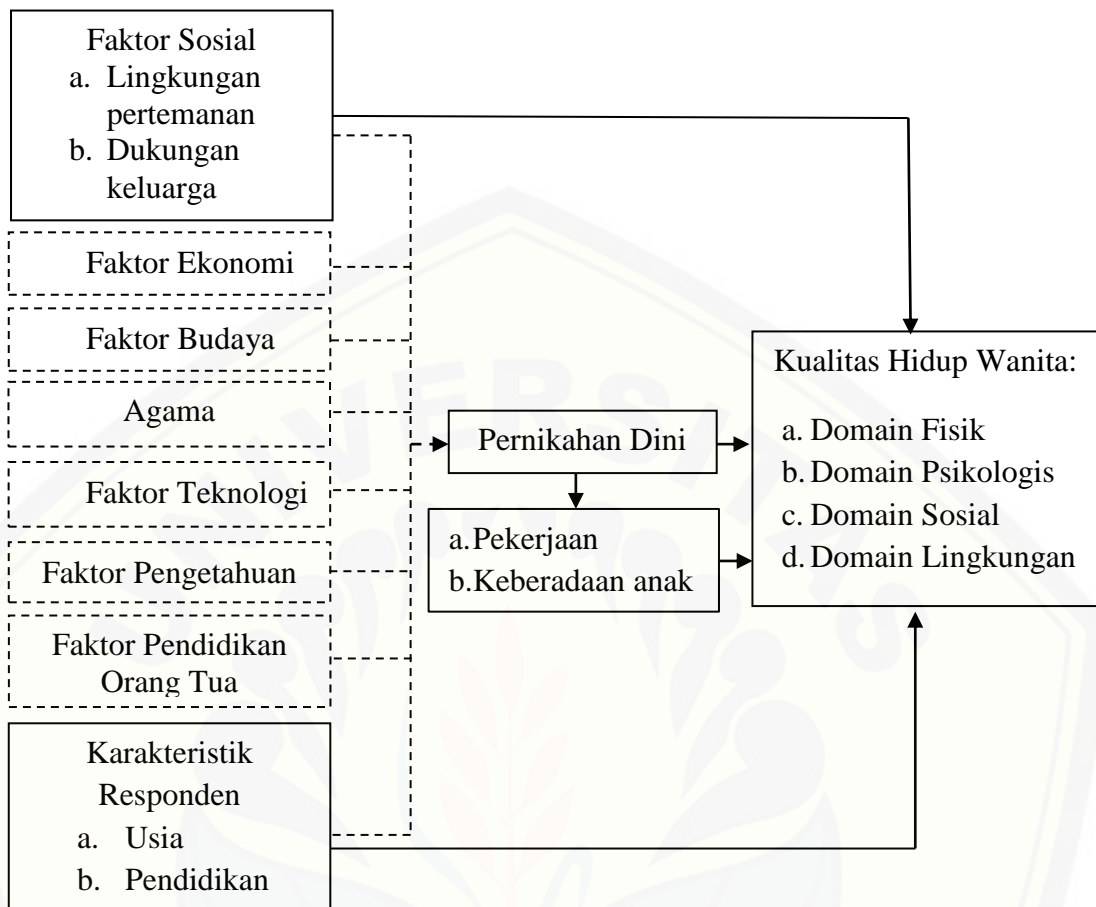 Faktor Sosial
a. Lingkungan
pertemanan
b. Dukungan
keluarga
Faktor Ekonomi
Faktor Budaya
Agama
Faktor Teknologi
Faktor Pengetahuan
Faktor Pendidikan
Orang Tua
Karakteristik
Responden
a. Usia
b. Pendidikan
Pernikahan Dini
a.Pekerjaan
b.Keberadaan anak
Kualitas Hidup Wanita:
a. Domain Fisik
b. Domain Psikologis
c. Domain Sosial
d. Domain Lingkungan
UNIVERSITAS